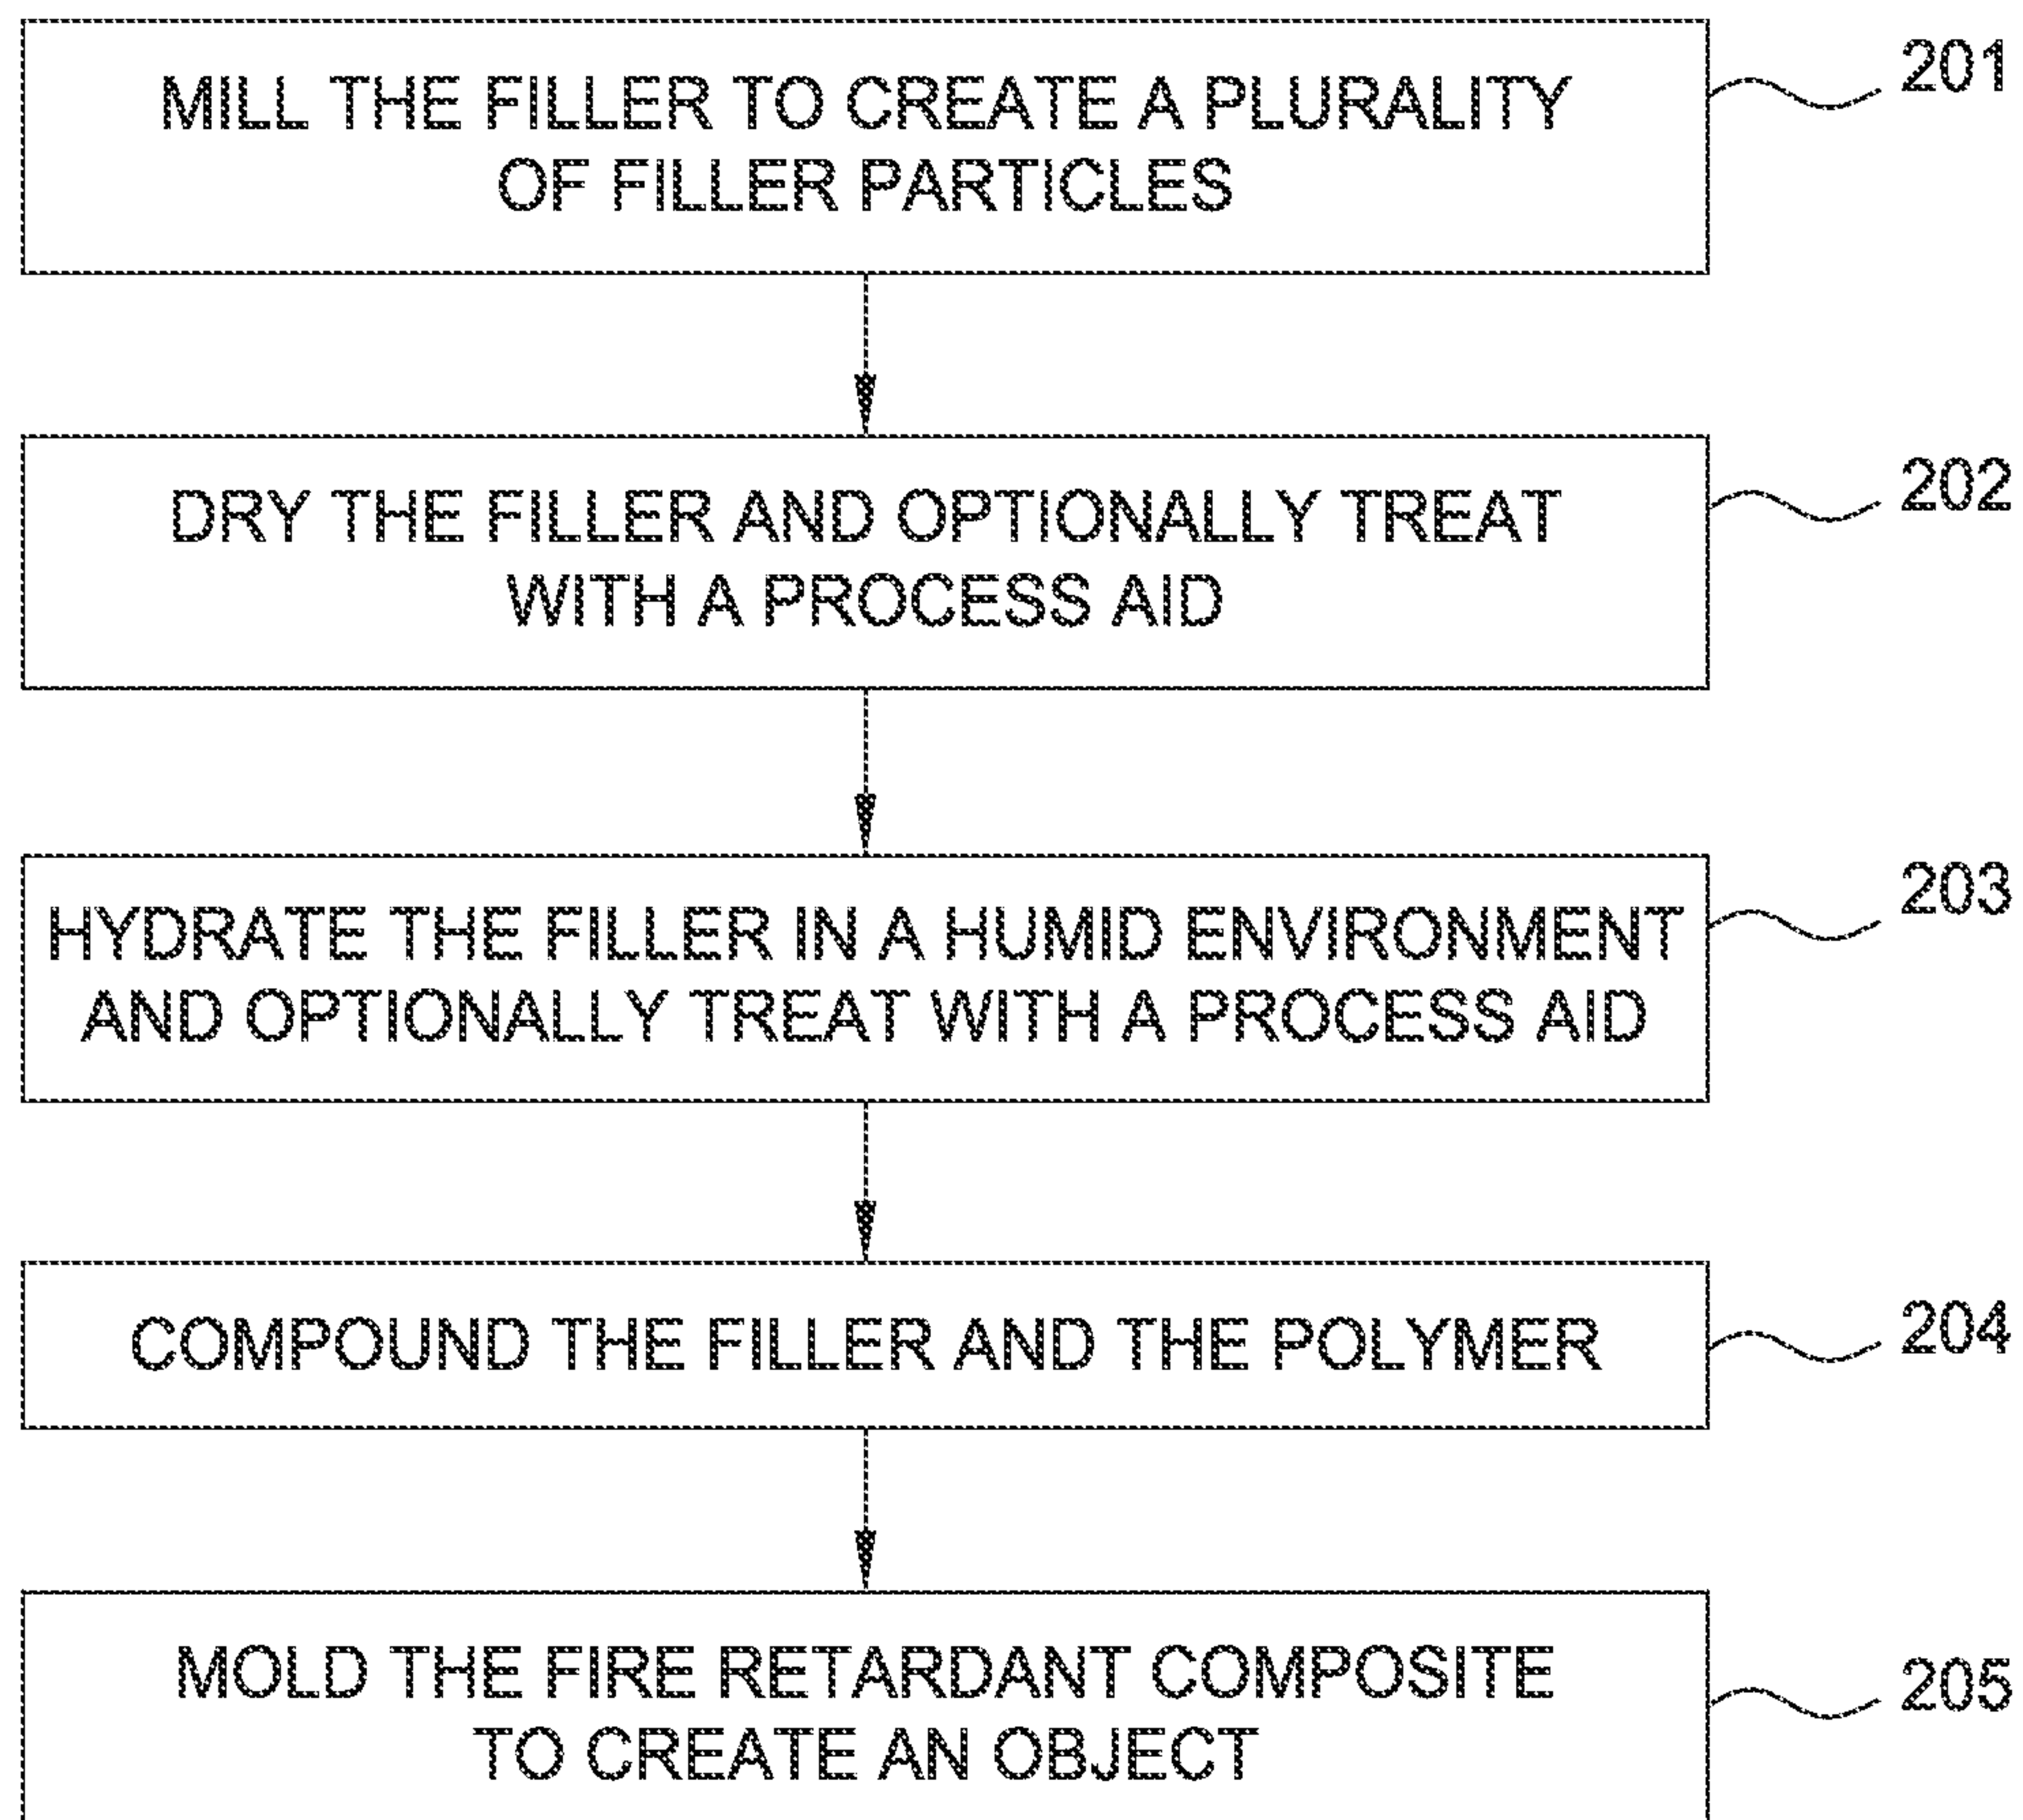 MILL THE FILLER TO CREATE A PLURALITY
OF FILLER PARTICLES
201
DRY THE FILLER AND OPTIONALLY TREAT
WITH A PROCESS AID
202
HYDRATE THE FILLER IN A HUMID ENVIRONMENT
AND OPTIONALLY TREAT WITH A PROCESS AID
203
COMPOUND THE FILLER AND THE POLYMER
204
MOLD THE FIRE RETARDANT COMPOSITE
TO CREATE AN OBJECT
205